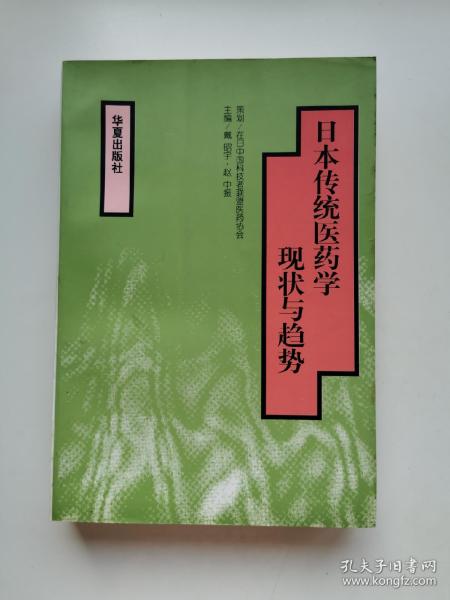 日本传统医药学
现状与趋势
策划／在日中国科技者联盟医药协会
主编／戴昭宇·赵中振
华夏出版社
孔夫子旧书网
www.kongfz.com